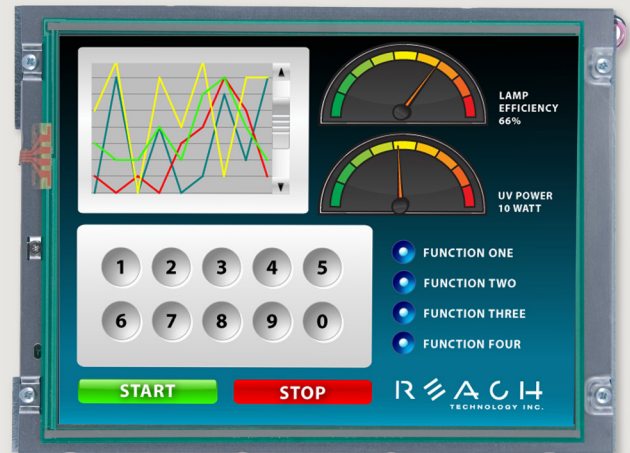 LAMP
EFFICIENCY
66%
UV POWER
10 WATT
1 2 3 4 5
6 7 8 9 0
FUNCTION ONE
FUNCTION TWO
FUNCTION THREE
FUNCTION FOUR
START
STOP
REACH
TECHNOLOGY INC.